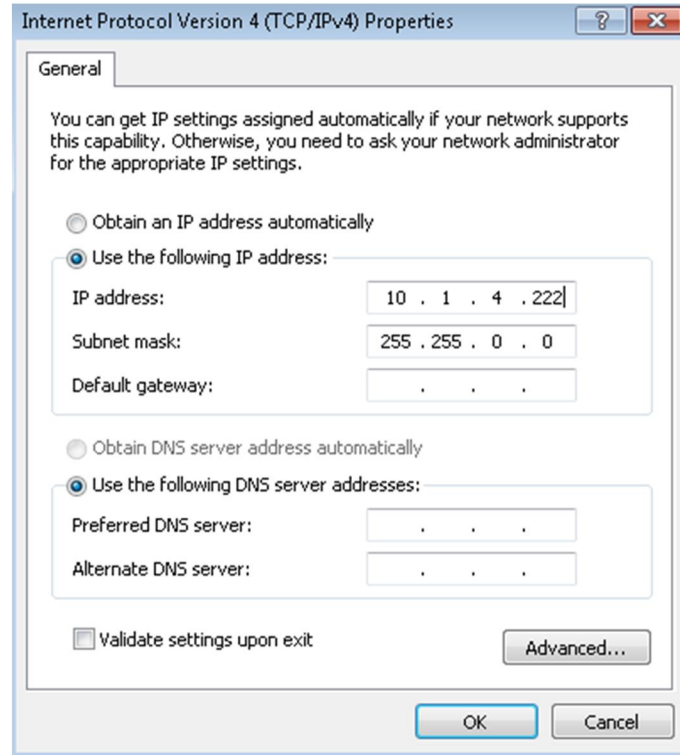 Internet Protocol Version 4 (TCP/IPv4) Properties
General
You can get IP settings assigned automatically if your network supports
this capability. Otherwise, you need to ask your network administrator
for the appropriate IP settings.
Obtain an IP address automatically
Use the following IP address:
IP address: 10 . 1 . 4 . 222
Subnet mask: 255 . 255 . 0 . 0
Default gateway: . . .
Obtain DNS server address automatically
Use the following DNS server addresses:
Preferred DNS server: . . .
Alternate DNS server: . . .
Validate settings upon exit
Advanced...
OK Cancel